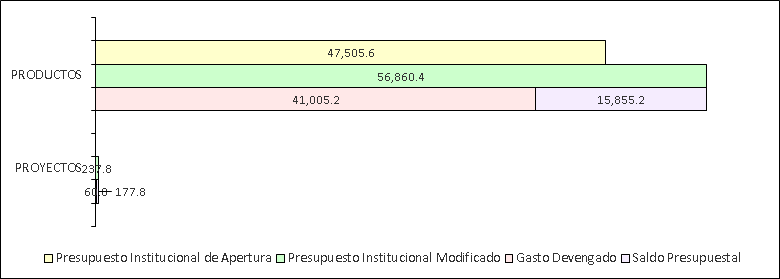 47,505.6
PRODUCTOS
56,860.4
41,005.2 15,855.2
PROYECTOS 237.8
60.0 177.8
Presupuesto Institucional de Apertura Presupuesto Institucional Modificado Gasto Devengado Saldo Presupuestal